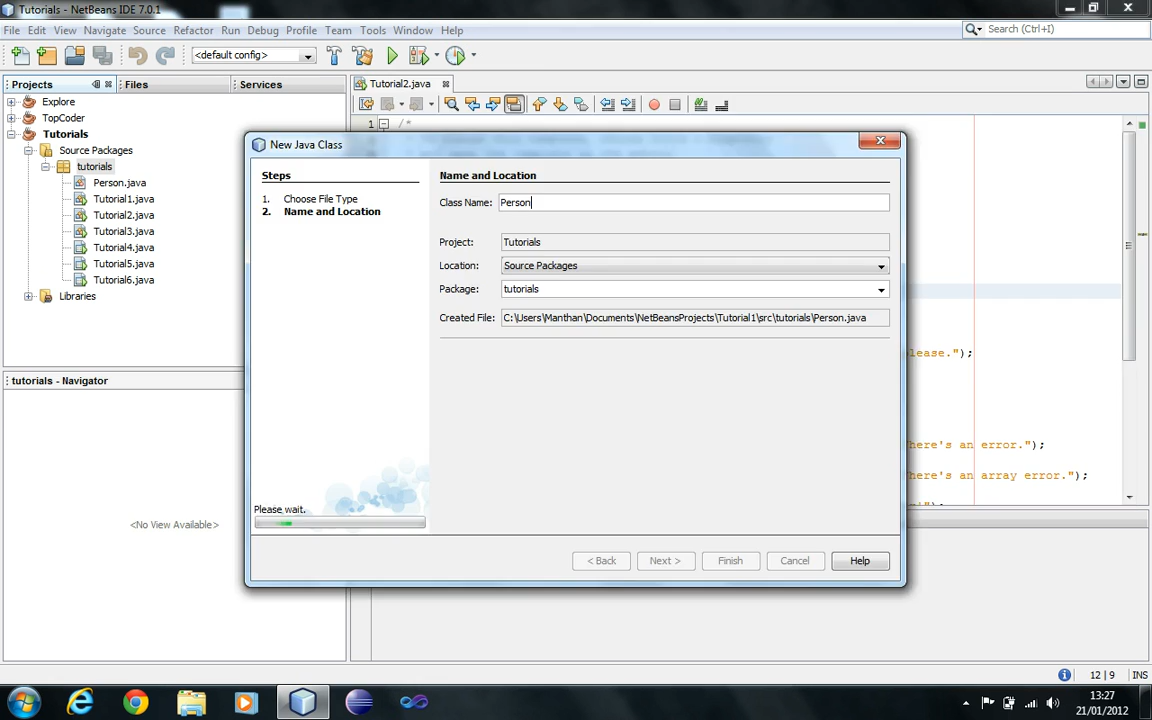 Tutorials - NetBeans IDE 7.0.1
File Edit View Navigate Source Refactor Run Debug Profile Team Tools Window Help
Search (Ctrl+I)
<default config>
Projects
Files
Services
Tutorial2.java
Explore
TopCoder
Tutorials
Source Packages
tutorials
Person.java
Tutorial1.java
Tutorial2.java
Tutorial3.java
Tutorial4.java
Tutorial5.java
Tutorial6.java
Libraries
tutorials - Navigator
<No View Available>
1 /*
New Java Class
Steps
1. Choose File Type
2. Name and Location
Please wait.
Name and Location
Class Name: Person
Project: Tutorials
Location: Source Packages
Package: tutorials
Created File: C:\Users\Manthan\Documents\NetBeansProjects\Tutorial1\src\tutorials\Person.java
< Back Next > Finish Cancel Help
lease.");
here's an error.");
here's an array error.");
12 | 9 INS
13:27
21/01/2012